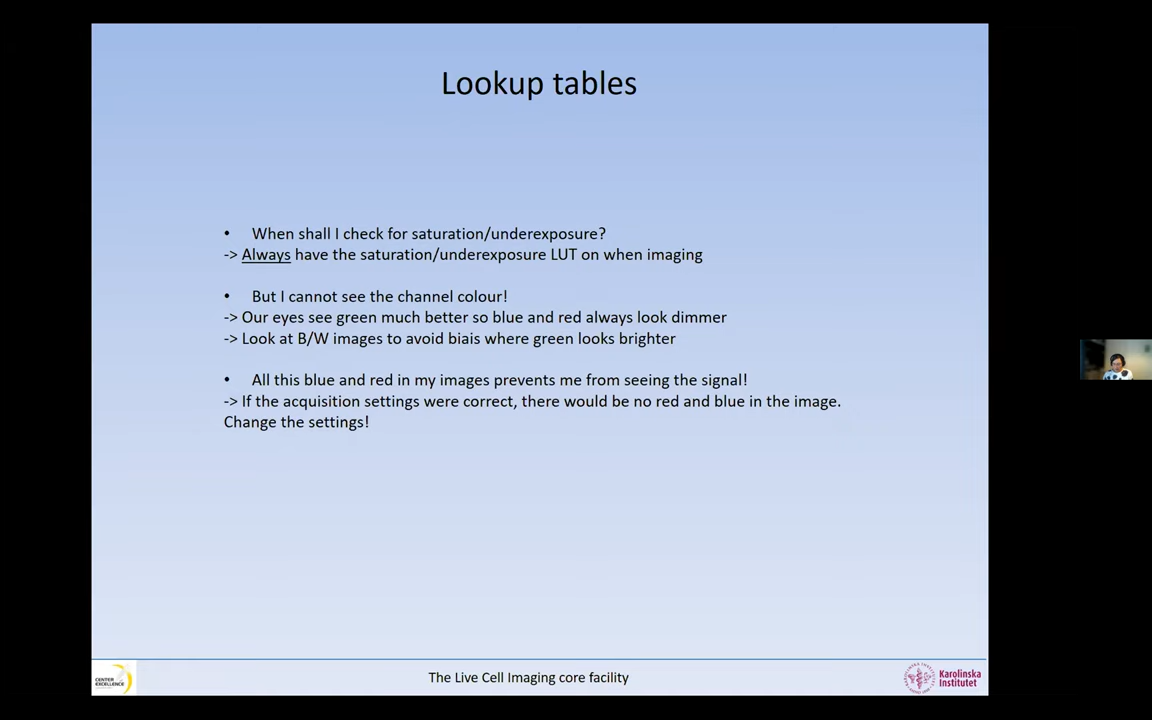 Lookup tables
• When shall I check for saturation/underexposure?
-> Always have the saturation/underexposure LUT on when imaging
• But I cannot see the channel colour!
-> Our eyes see green much better so blue and red always look dimmer
-> Look at B/W images to avoid biais where green looks brighter
• All this blue and red in my images prevents me from seeing the signal!
-> If the acquisition settings were correct, there would be no red and blue in the image.
Change the settings!
CENTER
EXCELLENCE
The Live Cell Imaging core facility
Karolinska
Institutet